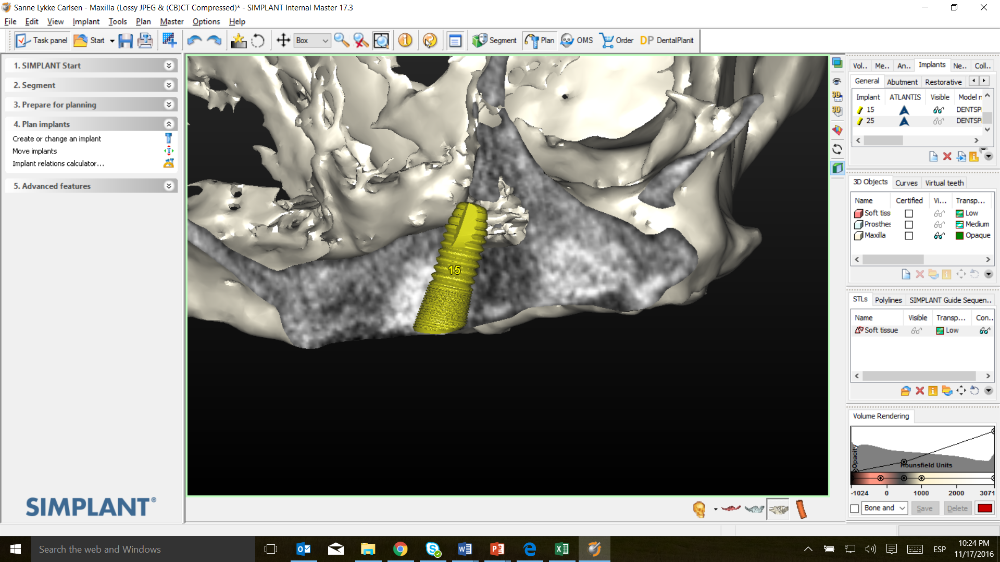 Sanne Lykke Carlsen - Maxilla (Lossy JPEG & (CB)CT Compressed)* - SIMPLANT Internal Master 17.3
File Edit View Implant Tools Plan Master Options Help
Task panel Start Box Segment Plan OMS Order DP DentalPlanit
1. SIMPLANT Start
2. Segment
3. Prepare for planning
4. Plan implants
Create or change an implant
Move implants
Implant relations calculator...
5. Advanced features
SIMPLANT®
15
Vol.. Me.. An.. Implants Ne.. Coll..
General Abutment Restorative
Implant ATLANTIS Visible Model n
15 DENTSP
25 DENTSP
3D Objects Curves Virtual teeth
Name Certified Vi... Transp...
Soft tiss Low
Prosthes Medium
Maxilla Opaque
STLs Polylines SIMPLANT Guide Sequen..
Name Visible Transp... Con..
Soft tissue Low
Volume Rendering
Opacity
Hounsfield Units
-1024 0 1000 2000 3071
Bone and Save Delete
Search the web and Windows
ESP
10:24 PM
11/17/2016